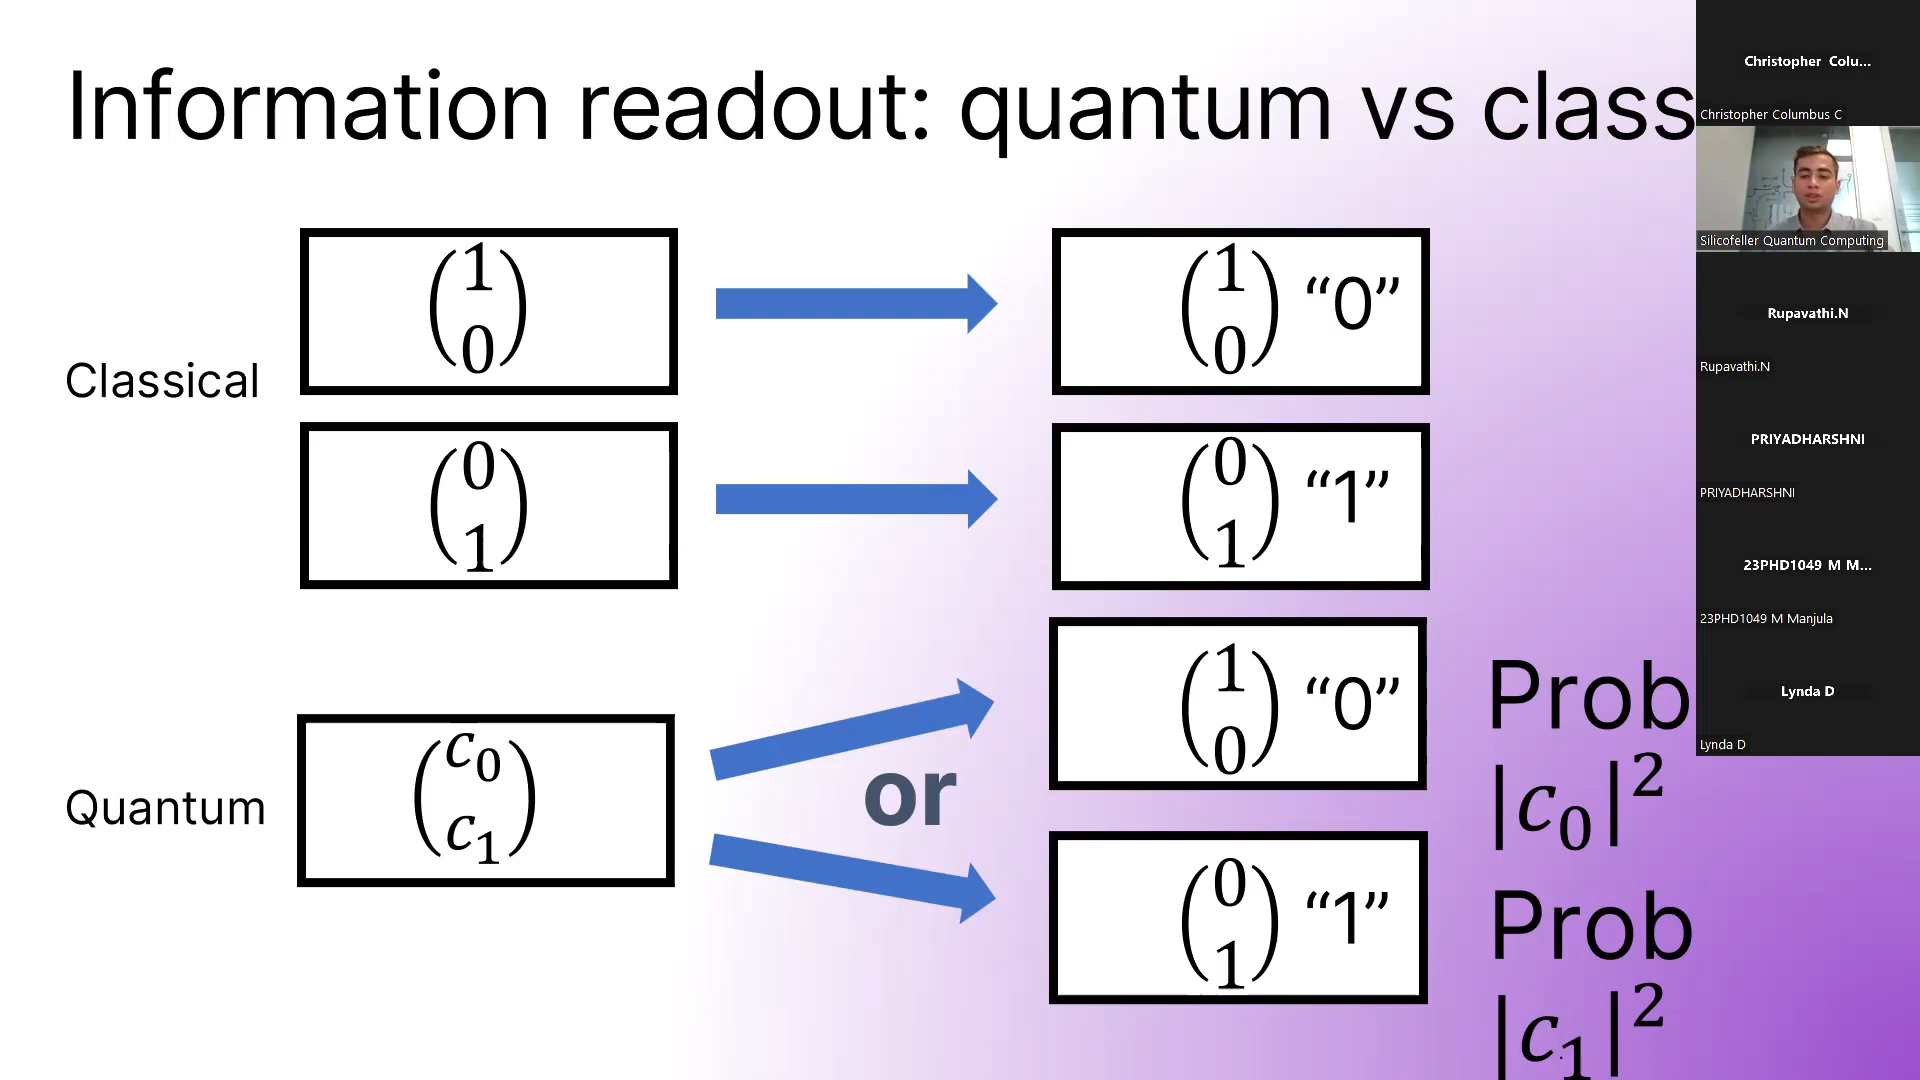 Information readout: quantum vs class
Classical
(1 0)
(1 0) “0”
(0 1)
(0 1) “1”
Quantum
(c₀ c₁)
or
(1 0) “0”
Prob
|c₀|²
(0 1) “1”
Prob
|c₁|²
Christopher Colu...
Christopher Columbus C
Silicofeller Quantum Computing
Rupavathi.N
Rupavathi.N
PRIYADHARSHNI
PRIYADHARSHNI
23PHD1049 M M...
23PHD1049 M Manjula
Lynda D
Lynda D